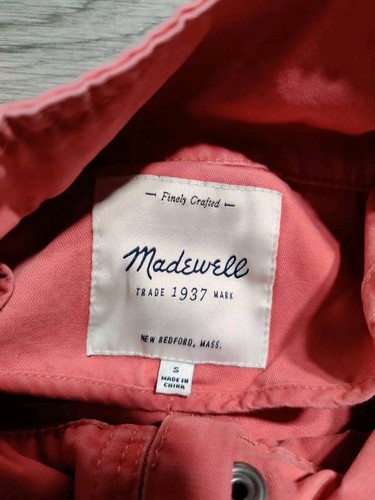 Finely Crafted
Madewell
TRADE 1937 MARK
NEW BEDFORD, MASS.
S
MADE IN
CHINA